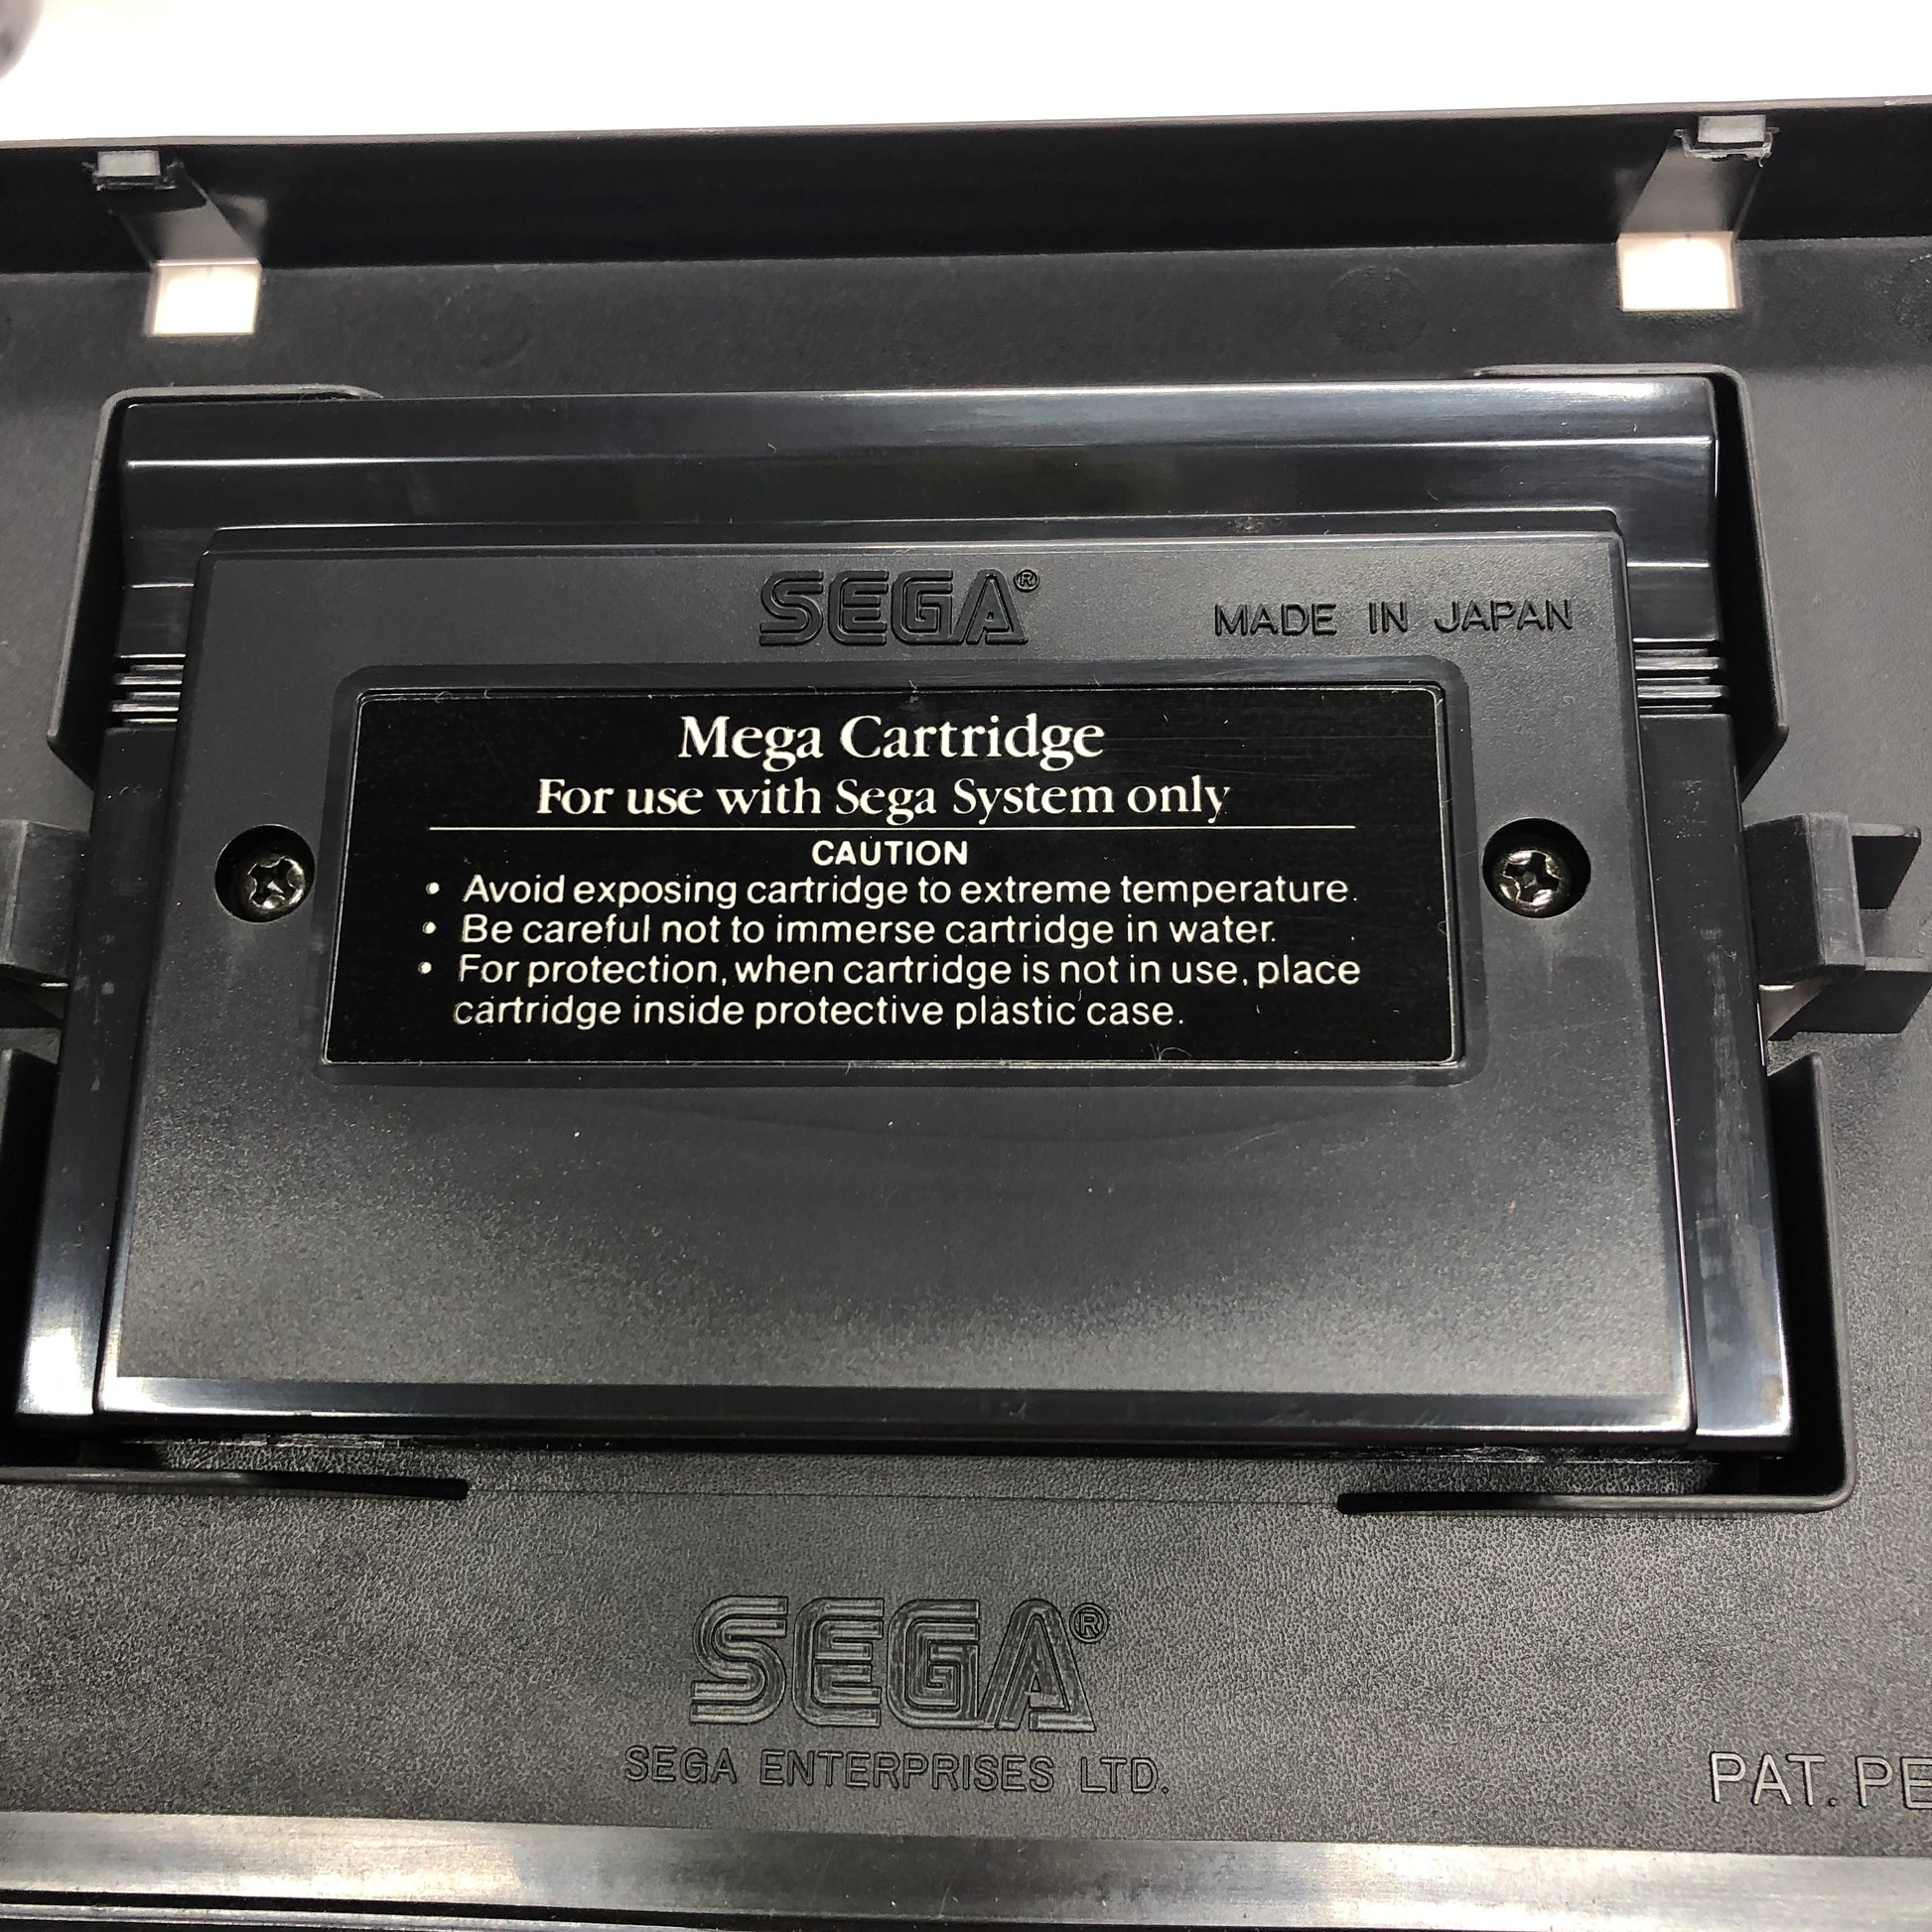 SEGA®
MADE IN JAPAN
Mega Cartridge
For use with Sega System only
CAUTION
• Avoid exposing cartridge to extreme temperature.
• Be careful not to immerse cartridge in water.
• For protection, when cartridge is not in use, place
cartridge inside protective plastic case.
SEGA®
SEGA ENTERPRISES LTD.
PAT. PE